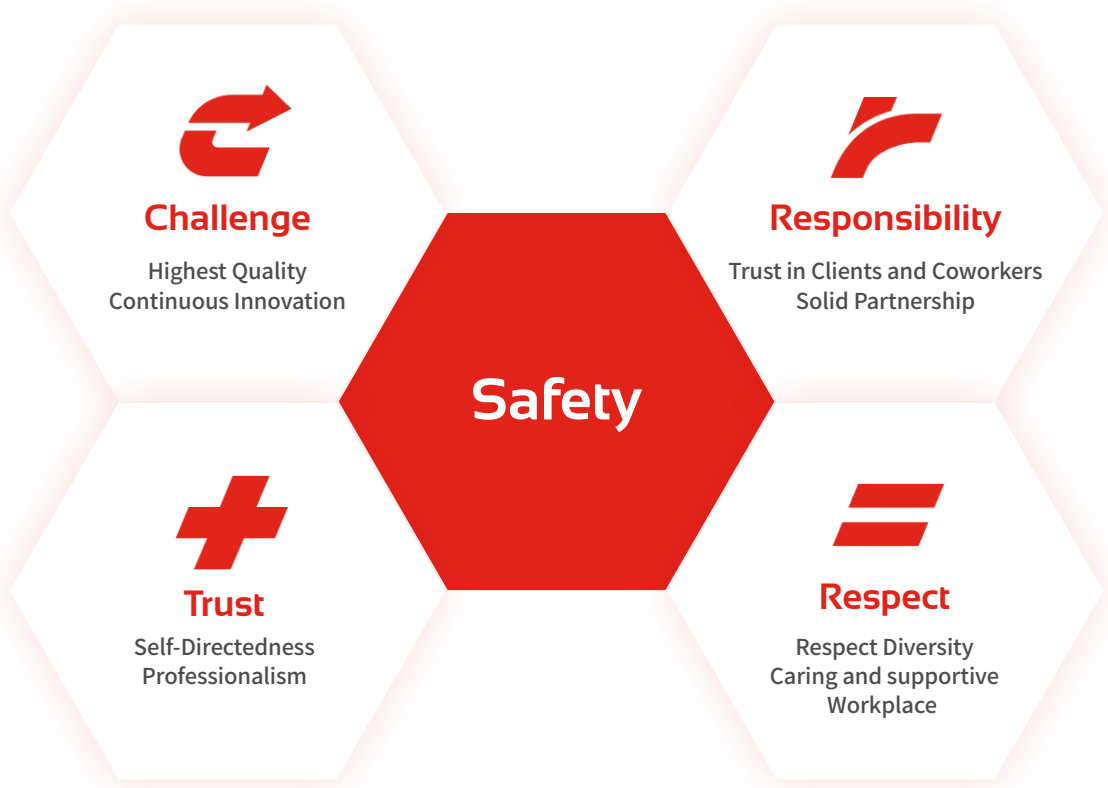 Challenge
Highest Quality
Continuous Innovation
Responsibility
Trust in Clients and Coworkers
Solid Partnership
Safety
Trust
Self-Directedness
Professionalism
Respect
Respect Diversity
Caring and supportive
Workplace